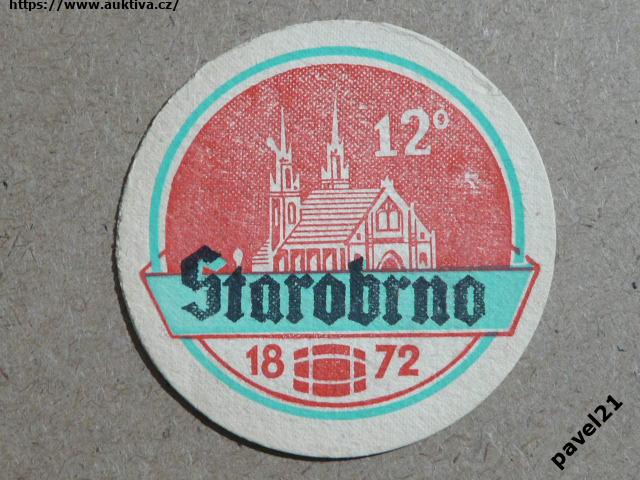 https://www.auktiva.cz/
12°
Starobrno
18 72
pavel21